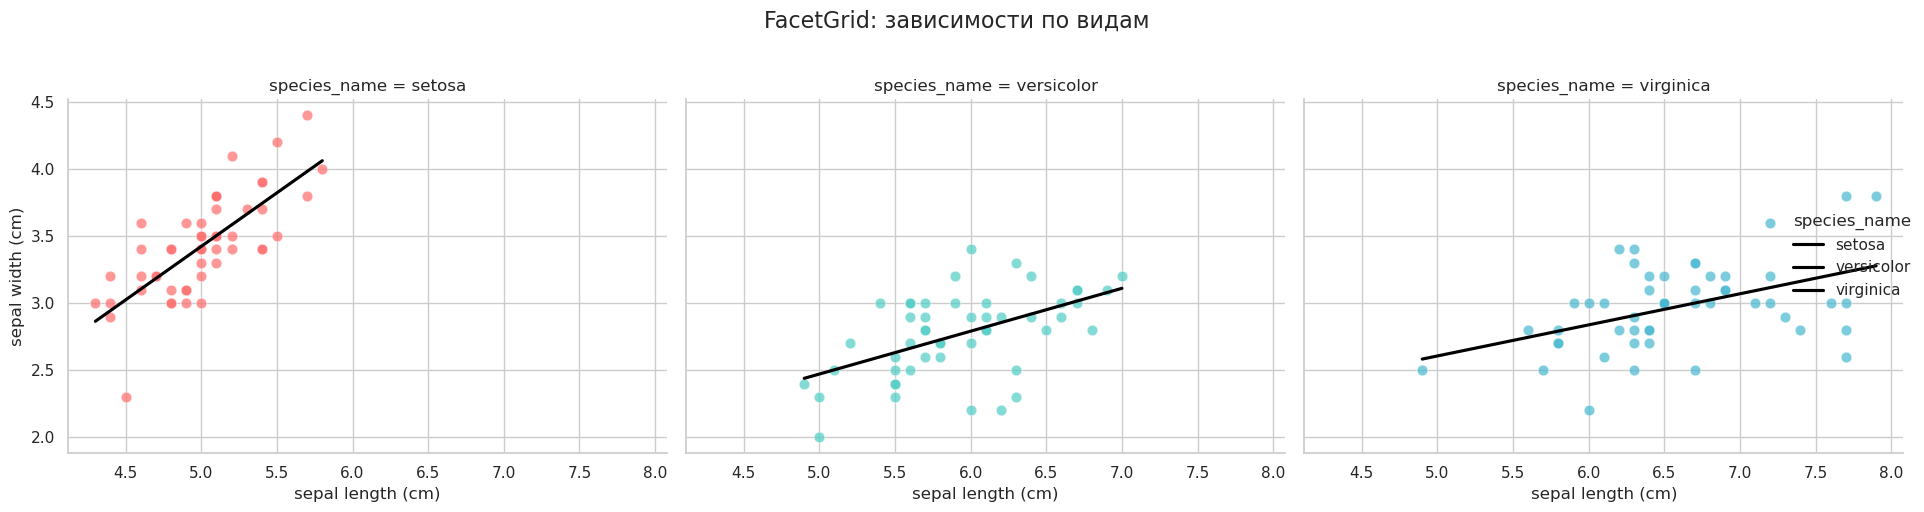 FacetGrid: зависимости по видам
species_name = setosa
species_name = versicolor
species_name = virginica
sepal width (cm)
4.5
4.0
3.5
3.0
2.5
2.0
species_name
setosa
versicolor
virginica
4.5 5.0 5.5 6.0 6.5 7.0 7.5 8.0
4.5 5.0 5.5 6.0 6.5 7.0 7.5 8.0
4.5 5.0 5.5 6.0 6.5 7.0 7.5 8.0
sepal length (cm)
sepal length (cm)
sepal length (cm)